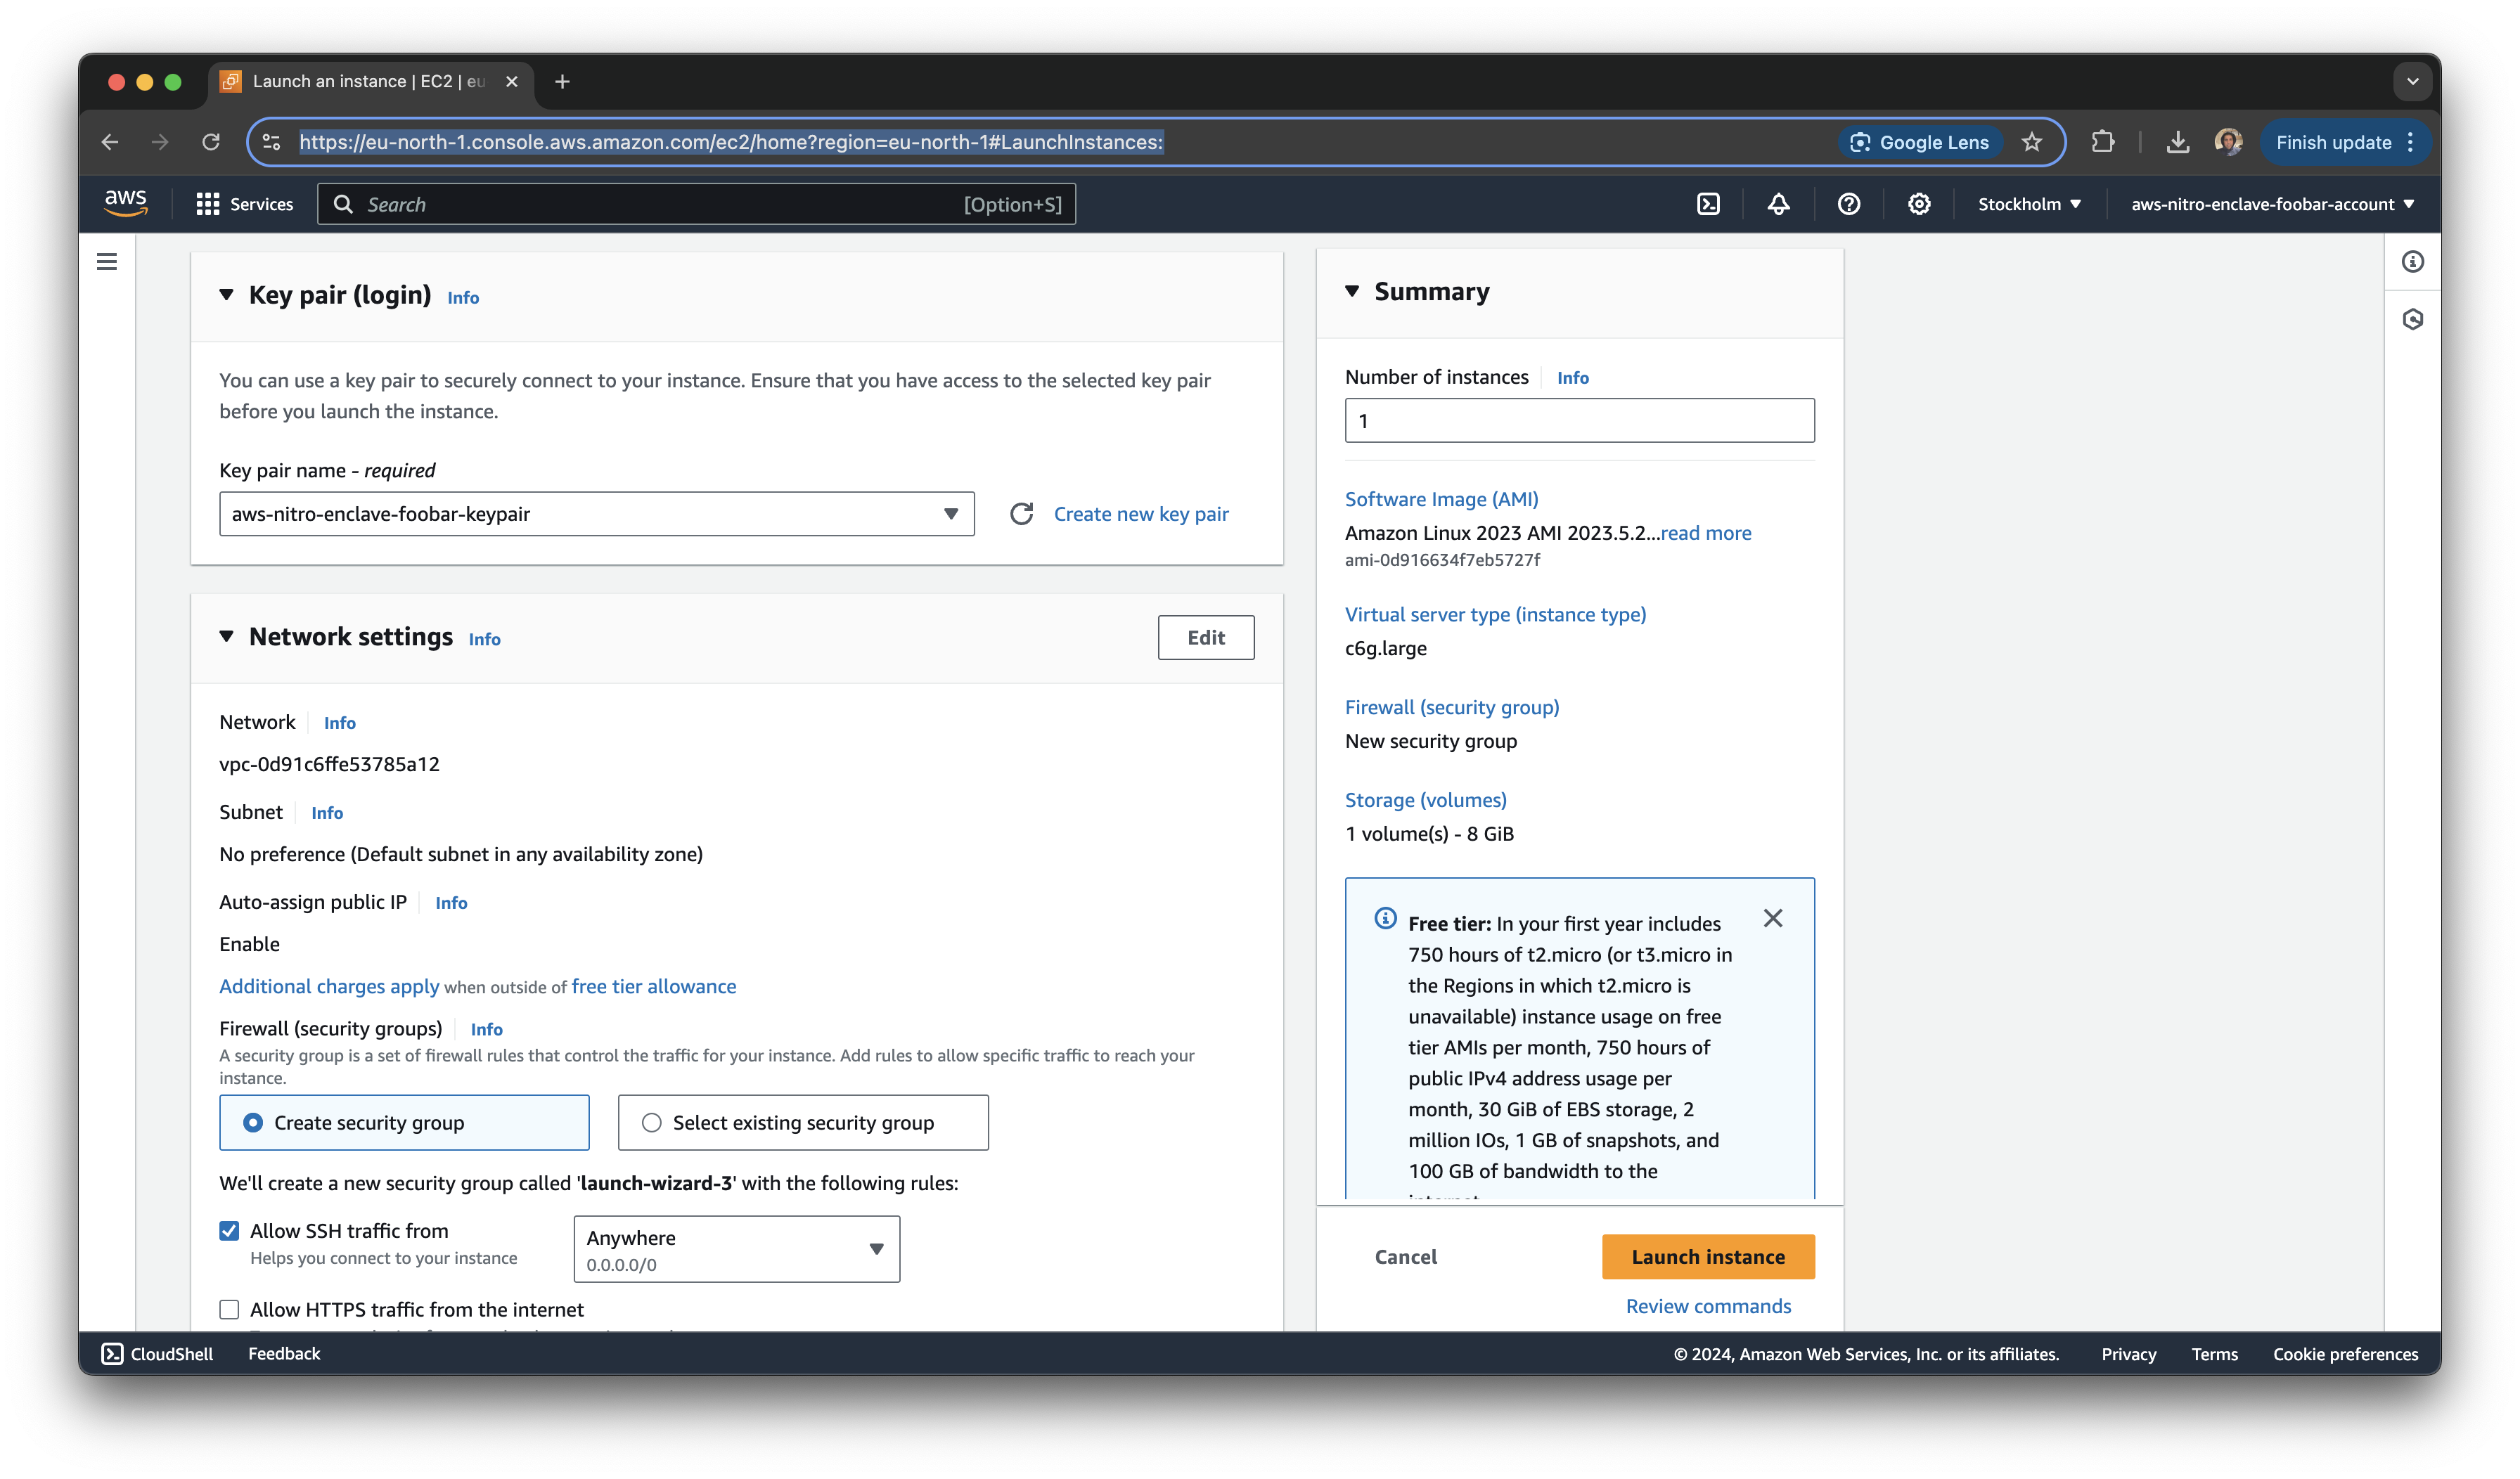 Launch an instance | EC2 | eu
https://eu-north-1.console.aws.amazon.com/ec2/home?region=eu-north-1#LaunchInstances:
Google Lens
Finish update
aws
Services
Search
[Option+S]
Stockholm
aws-nitro-enclave-foobar-account
Key pair (login)
Info
You can use a key pair to securely connect to your instance. Ensure that you have access to the selected key pair
before you launch the instance.
Key pair name - required
aws-nitro-enclave-foobar-keypair
Create new key pair
Network settings
Info
Edit
Network
Info
vpc-0d91c6ffe53785a12
Subnet
Info
No preference (Default subnet in any availability zone)
Auto-assign public IP
Info
Enable
Additional charges apply when outside of free tier allowance
Firewall (security groups)
Info
A security group is a set of firewall rules that control the traffic for your instance. Add rules to allow specific traffic to reach your
instance.
Create security group
Select existing security group
We'll create a new security group called 'launch-wizard-3' with the following rules:
Allow SSH traffic from
Helps you connect to your instance
Anywhere
0.0.0.0/0
Allow HTTPS traffic from the internet
Summary
Number of instances
Info
1
Software Image (AMI)
Amazon Linux 2023 AMI 2023.5.2...read more
ami-0d916634f7eb5727f
Virtual server type (instance type)
c6g.large
Firewall (security group)
New security group
Storage (volumes)
1 volume(s) - 8 GiB
Free tier: In your first year includes
750 hours of t2.micro (or t3.micro in
the Regions in which t2.micro is
unavailable) instance usage on free
tier AMIs per month, 750 hours of
public IPv4 address usage per
month, 30 GiB of EBS storage, 2
million IOs, 1 GB of snapshots, and
100 GB of bandwidth to the
Cancel
Launch instance
Review commands
CloudShell
Feedback
© 2024, Amazon Web Services, Inc. or its affiliates.
Privacy
Terms
Cookie preferences